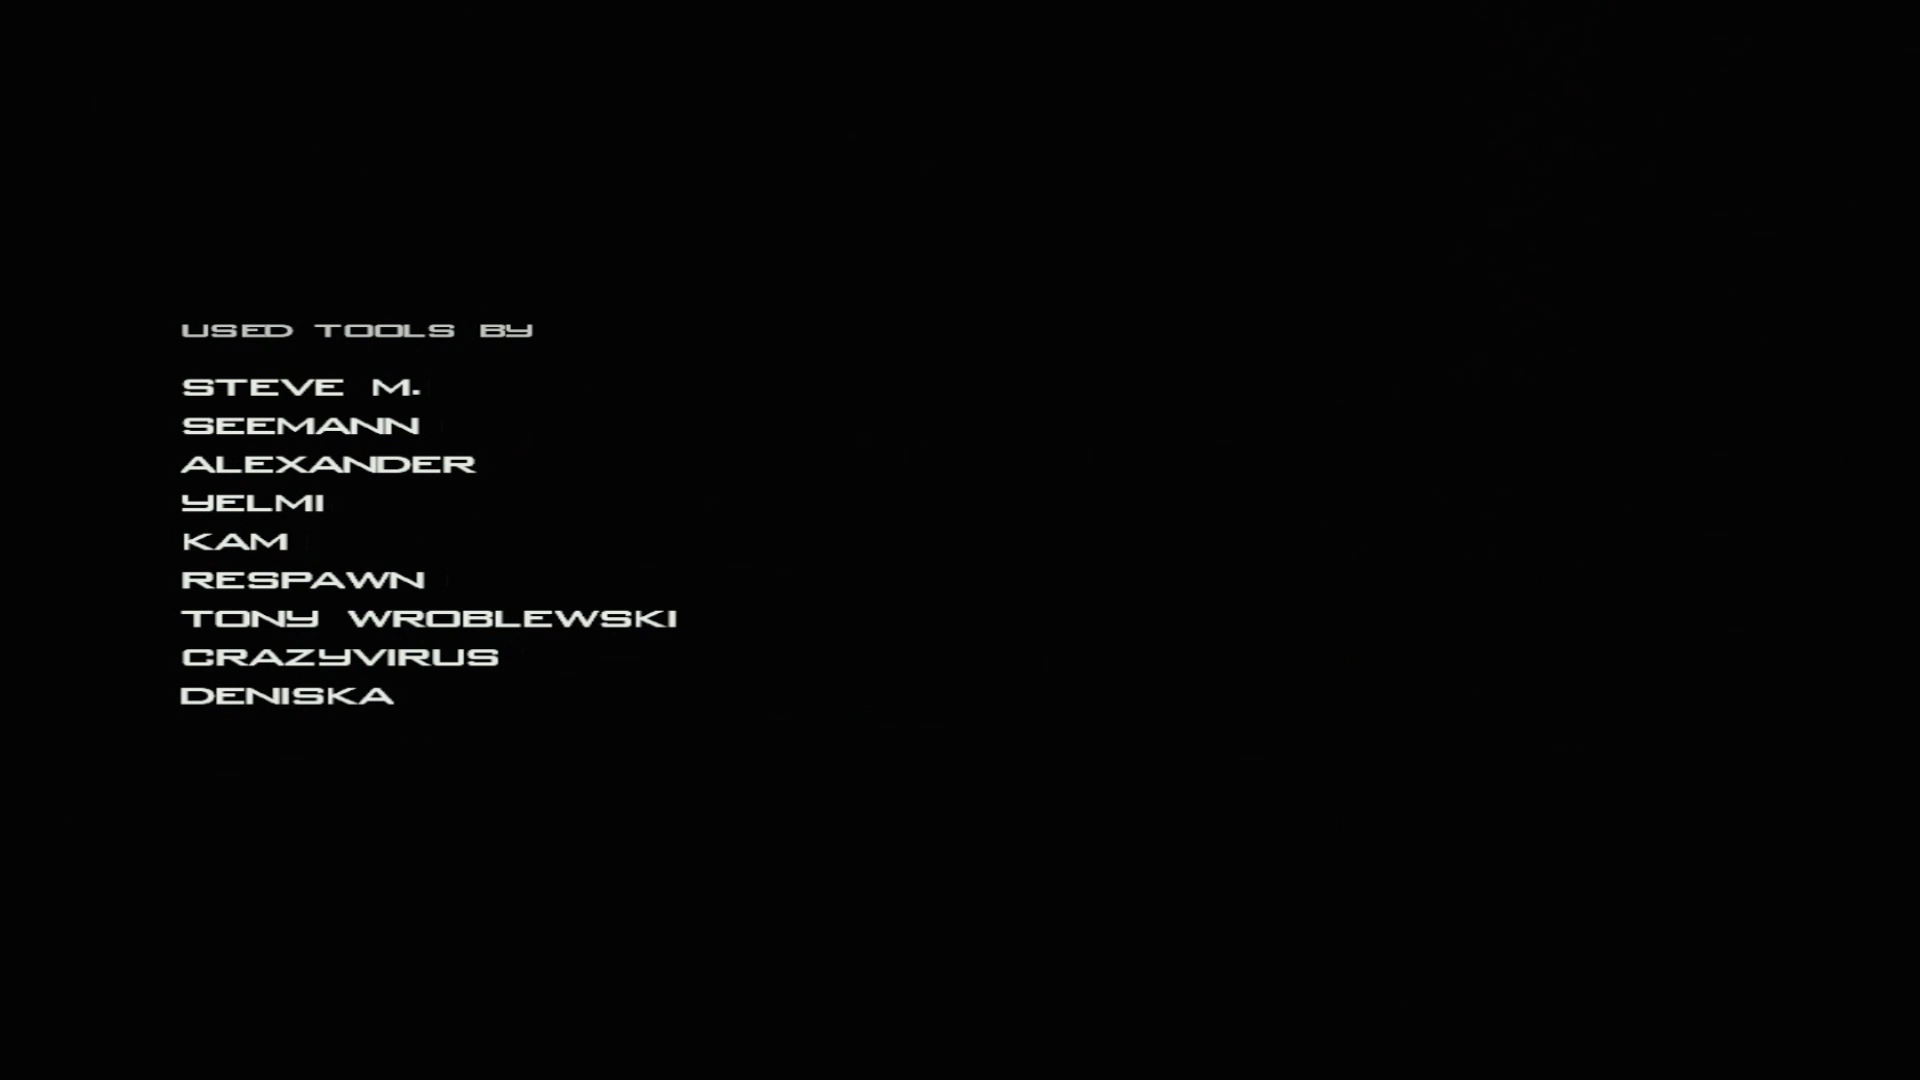 USED TOOLS BY
STEVE M.
SEEMANN
ALEXANDER
YELMI
KAM
RESPAWN
TONY WROBLEWSKI
CRAZYVIRUS
DENISKA